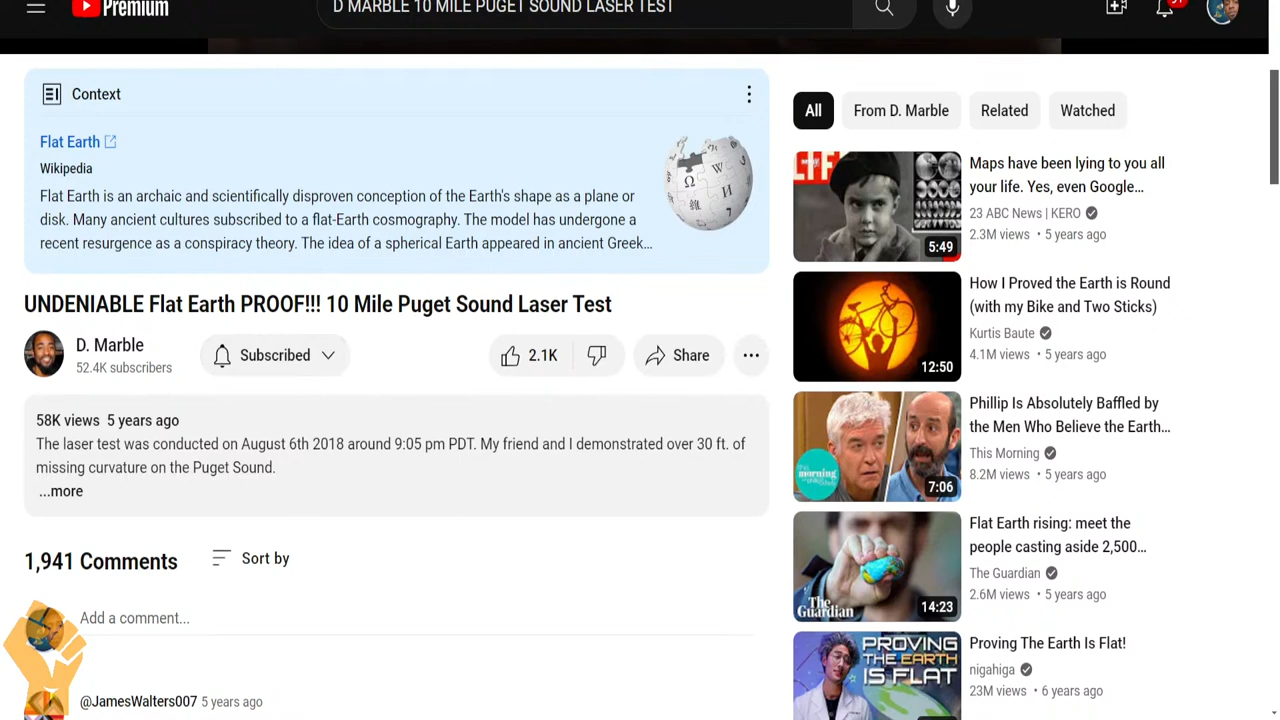 Premium
D MARBLE 10 MILE PUGET SOUND LASER TEST
Context
Flat Earth
Wikipedia
Flat Earth is an archaic and scientifically disproven conception of the Earth's shape as a plane or
disk. Many ancient cultures subscribed to a flat-Earth cosmography. The model has undergone a
recent resurgence as a conspiracy theory. The idea of a spherical Earth appeared in ancient Greek...
UNDENIABLE Flat Earth PROOF!!! 10 Mile Puget Sound Laser Test
D. Marble
52.4K subscribers
Subscribed
2.1K
Share
58K views 5 years ago
The laser test was conducted on August 6th 2018 around 9:05 pm PDT. My friend and I demonstrated over 30 ft. of
missing curvature on the Puget Sound.
...more
1,941 Comments
Sort by
Add a comment...
@JamesWalters007 5 years ago
All
From D. Marble
Related
Watched
5:49
Maps have been lying to you all
your life. Yes, even Google...
23 ABC News | KERO
2.3M views • 5 years ago
12:50
How I Proved the Earth is Round
(with my Bike and Two Sticks)
Kurtis Baute
4.1M views • 5 years ago
this
morning
7:06
Phillip Is Absolutely Baffled by
the Men Who Believe the Earth...
This Morning
8.2M views • 5 years ago
The
Guardian
14:23
Flat Earth rising: meet the
people casting aside 2,500...
The Guardian
2.6M views • 5 years ago
PROVING
THE EARTH
IS FLAT
Proving The Earth Is Flat!
nigahiga
23M views • 6 years ago